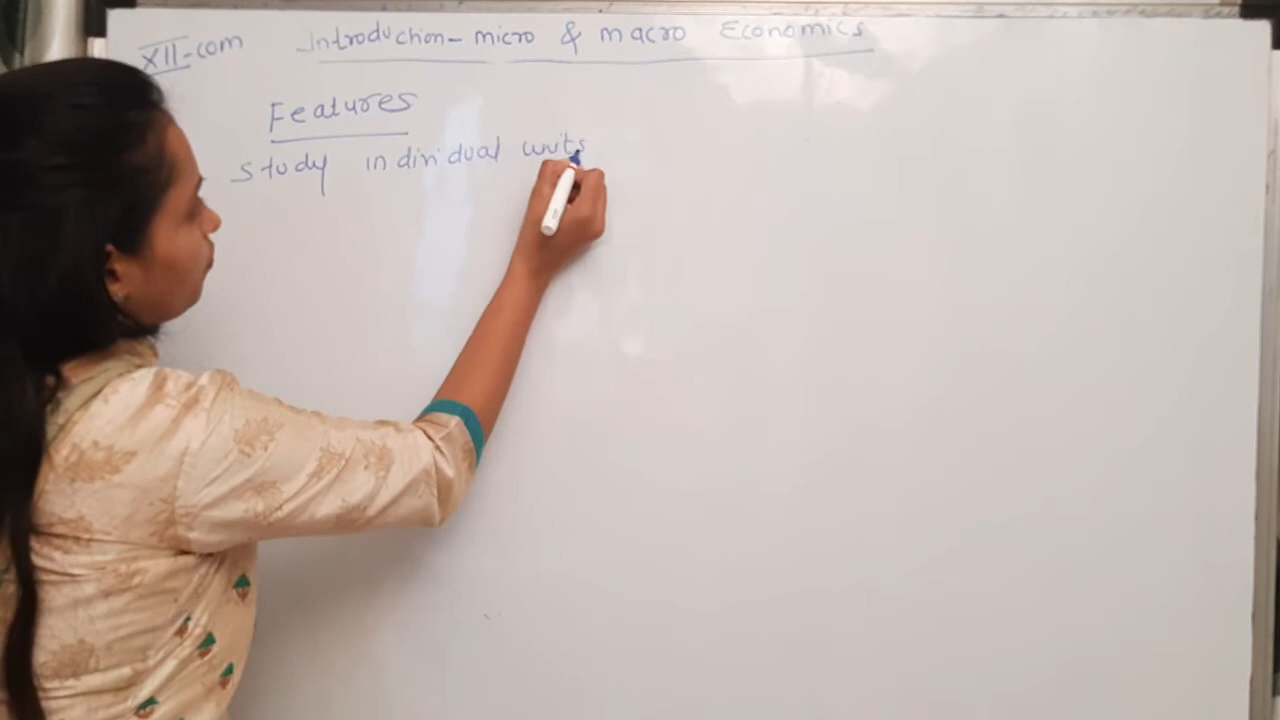 XII-com
Introduction- micro & macro Economics
Features
study individual units